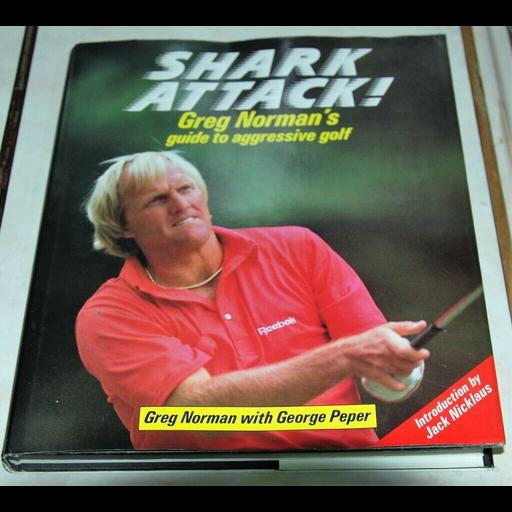 SHARK
ATTACK!
Greg Norman's
guide to aggressive golf
Reebok
Greg Norman with George Peper
Introduction by
Jack Nicklaus